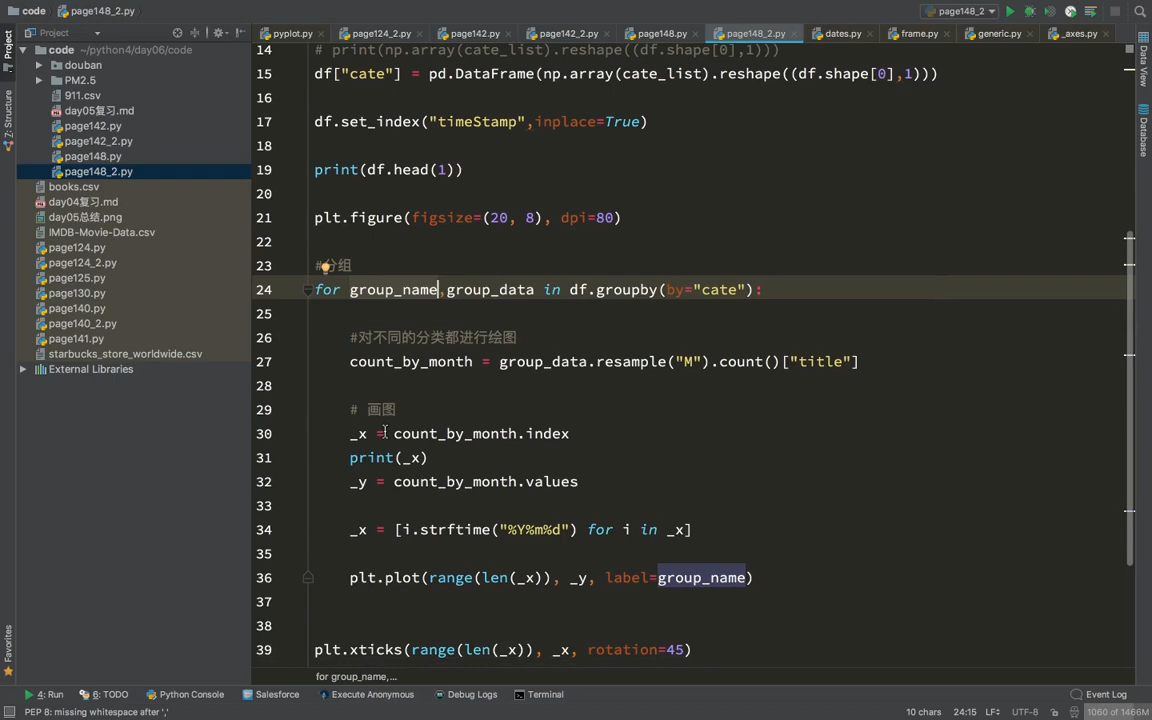 code page148_2.py
page148_2
Project
pyplot.py page124_2.py page142.py page142_2.py page148.py page148_2.py dates.py frame.py generic.py _axes.py
code ~/python4/day06/code
douban
PM2.5
911.csv
day05复习.md
page142.py
page142_2.py
page148.py
page148_2.py
books.csv
day04复习.md
day05总结.png
IMDB-Movie-Data.csv
page124.py
page124_2.py
page125.py
page130.py
page140.py
page140_2.py
page141.py
starbucks_store_worldwide.csv
External Libraries
1: Project
7: Structure
2: Favorites
14 # print(np.array(cate_list).reshape((df.shape[0],1)))
15 df["cate"] = pd.DataFrame(np.array(cate_list).reshape((df.shape[0],1)))
16
17 df.set_index("timeStamp",inplace=True)
18
19 print(df.head(1))
20
21 plt.figure(figsize=(20, 8), dpi=80)
22
23 #分组
24 for group_name,group_data in df.groupby(by="cate"):
25
26 #对不同的分类都进行绘图
27 count_by_month = group_data.resample("M").count()["title"]
28
29 # 画图
30 _x = count_by_month.index
31 print(_x)
32 _y = count_by_month.values
33
34 _x = [i.strftime("%Y%m%d") for i in _x]
35
36 plt.plot(range(len(_x)), _y, label=group_name)
37
38
39 plt.xticks(range(len(_x)), _x, rotation=45)
for group_name,...
Data View
Database
4: Run 6: TODO Python Console Salesforce Execute Anonymous Debug Logs Terminal Event Log
PEP 8: missing whitespace after ',' 10 chars 24:15 LF÷ UTF-8 1060 of 1466M